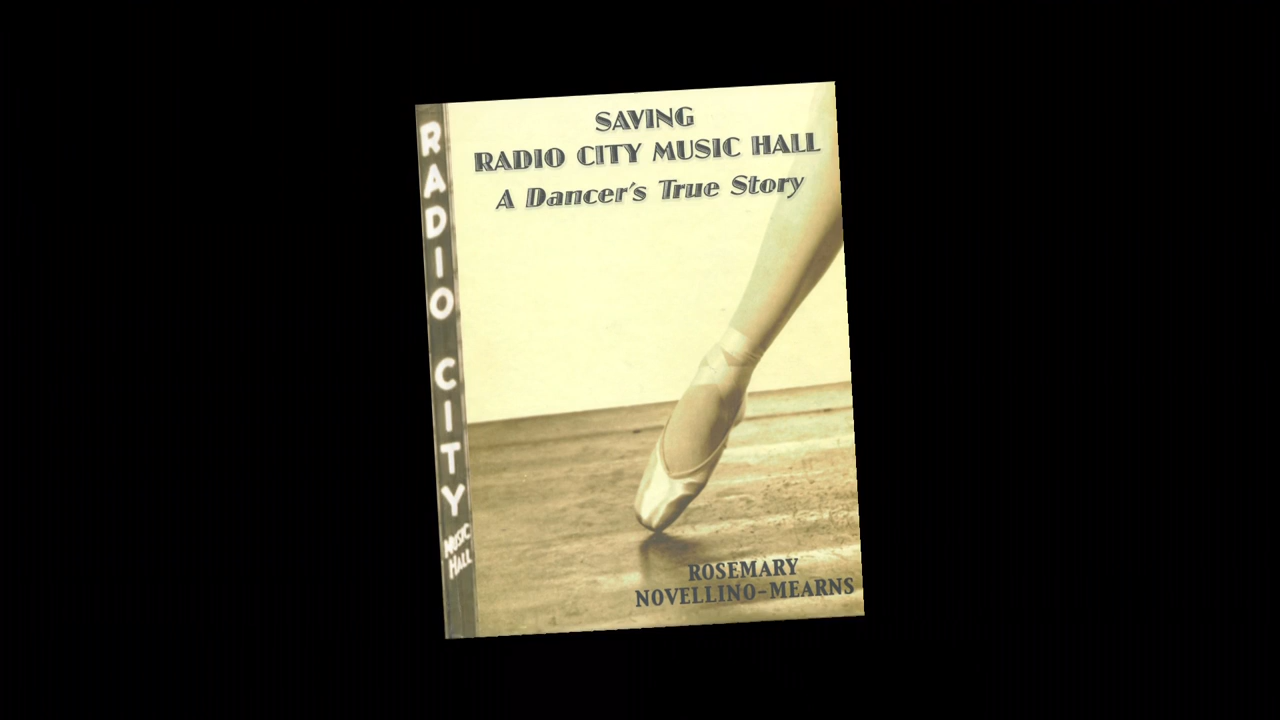 RADIO CITY
MUSIC
HALL
SAVING
RADIO CITY MUSIC HALL
A Dancer's True Story
ROSEMARY
NOVELLINO-MEARNS